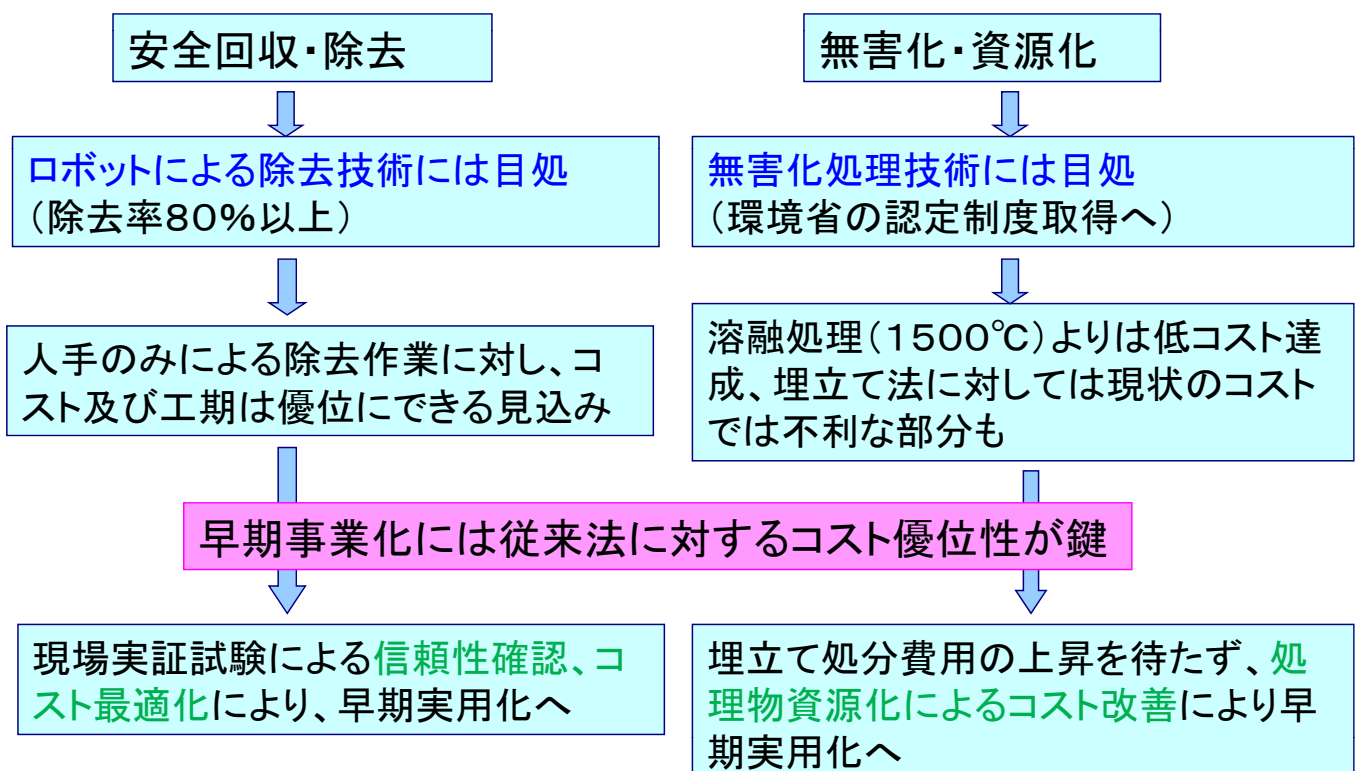 安全回収・除去
ロボットによる除去技術には目処
(除去率80%以上)
人手のみによる除去作業に対し、コ
スト及び工期は優位にできる見込み
無害化・資源化
無害化処理技術には目処
(環境省の認定制度取得へ)
溶融処理(1500℃)よりは低コスト達
成、埋立て法に対しては現状のコスト
では不利な部分も
早期事業化には従来法に対するコスト優位性が鍵
現場実証試験による信頼性確認、コ
スト最適化により、早期実用化へ
埋立て処分費用の上昇を待たず、処
理物資源化によるコスト改善により早
期実用化へ